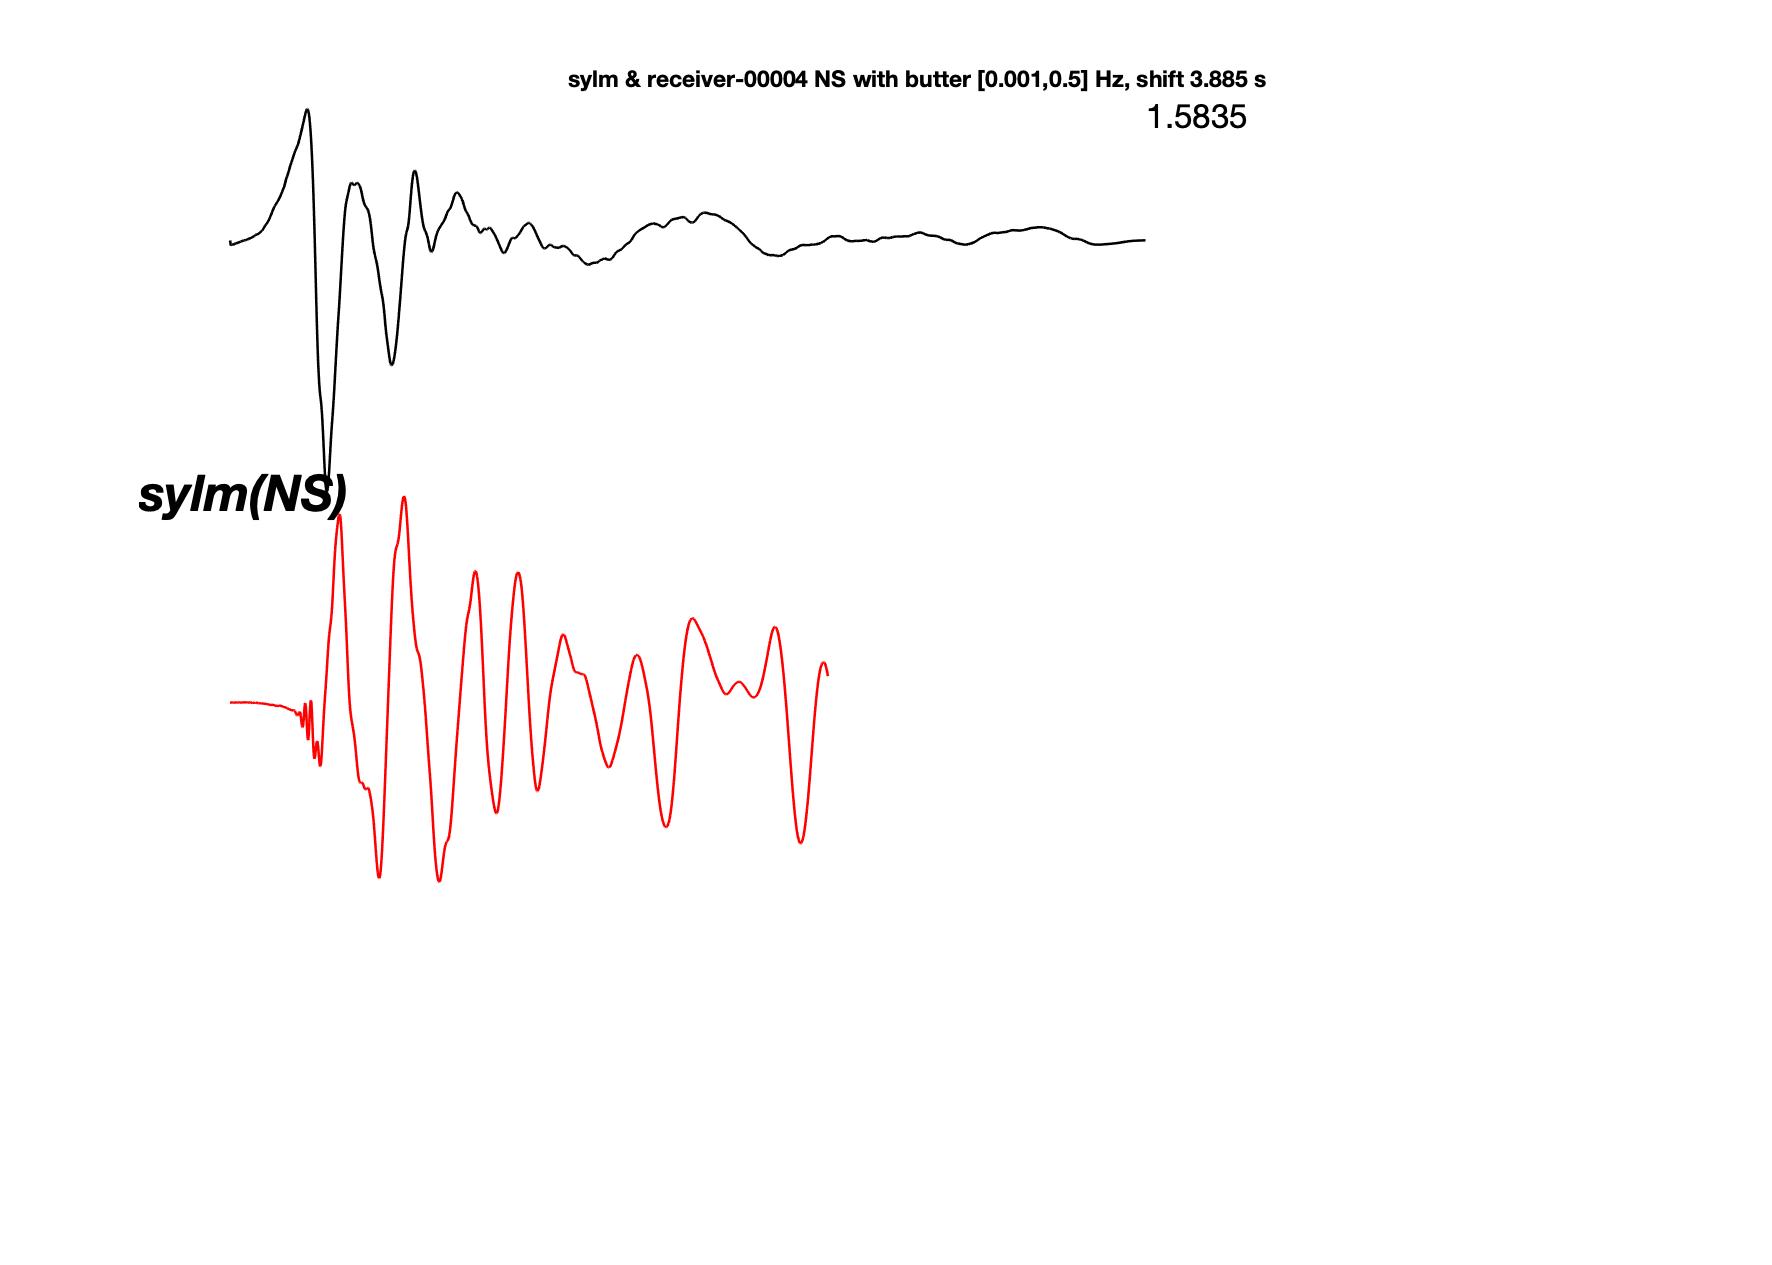 sylm & receiver-00004 NS with butter [0.001,0.5] Hz, shift 3.885 s
1.5835
sylm(NS)